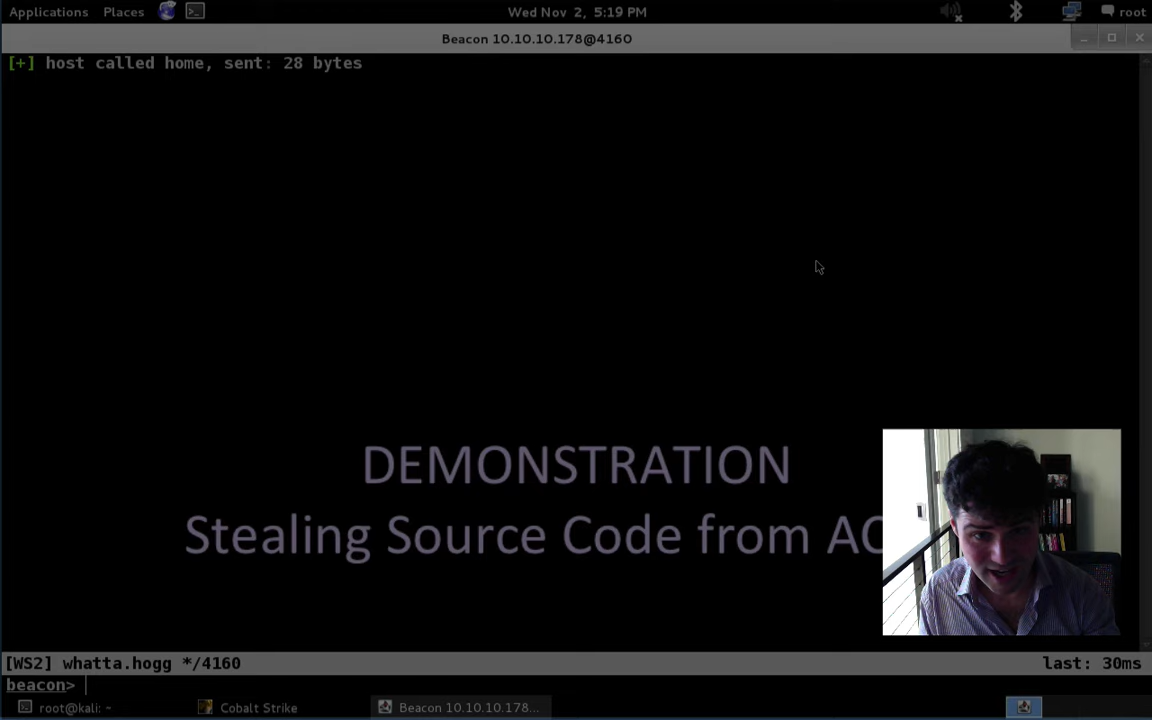 Applications Places Wed Nov 2, 5:19 PM root
Beacon 10.10.10.178@4160
[+] host called home, sent: 28 bytes
DEMONSTRATION
Stealing Source Code from
[WS2] whatta.hogg */4160 last: 30ms
beacon>
root@kali: ~ Cobalt Strike Beacon 10.10.10.178...